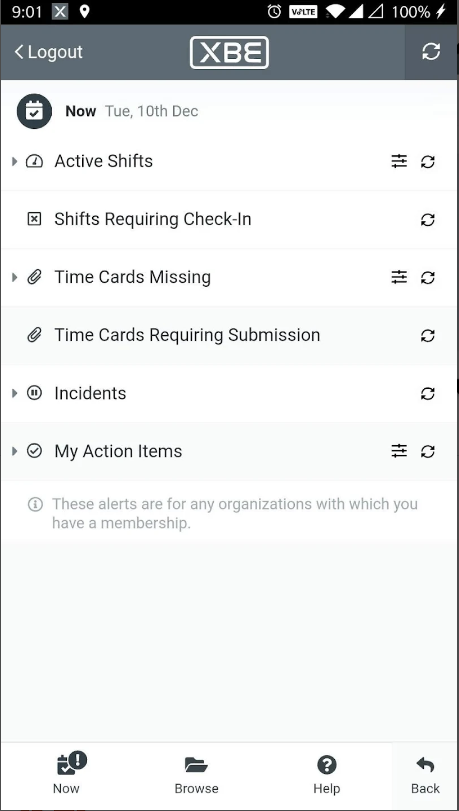 9:01 X VoLTE 100%
Logout XBE
Now Tue, 10th Dec
Active Shifts
Shifts Requiring Check-In
Time Cards Missing
Time Cards Requiring Submission
Incidents
My Action Items
These alerts are for any organizations with which you
have a membership.
Now Browse Help Back